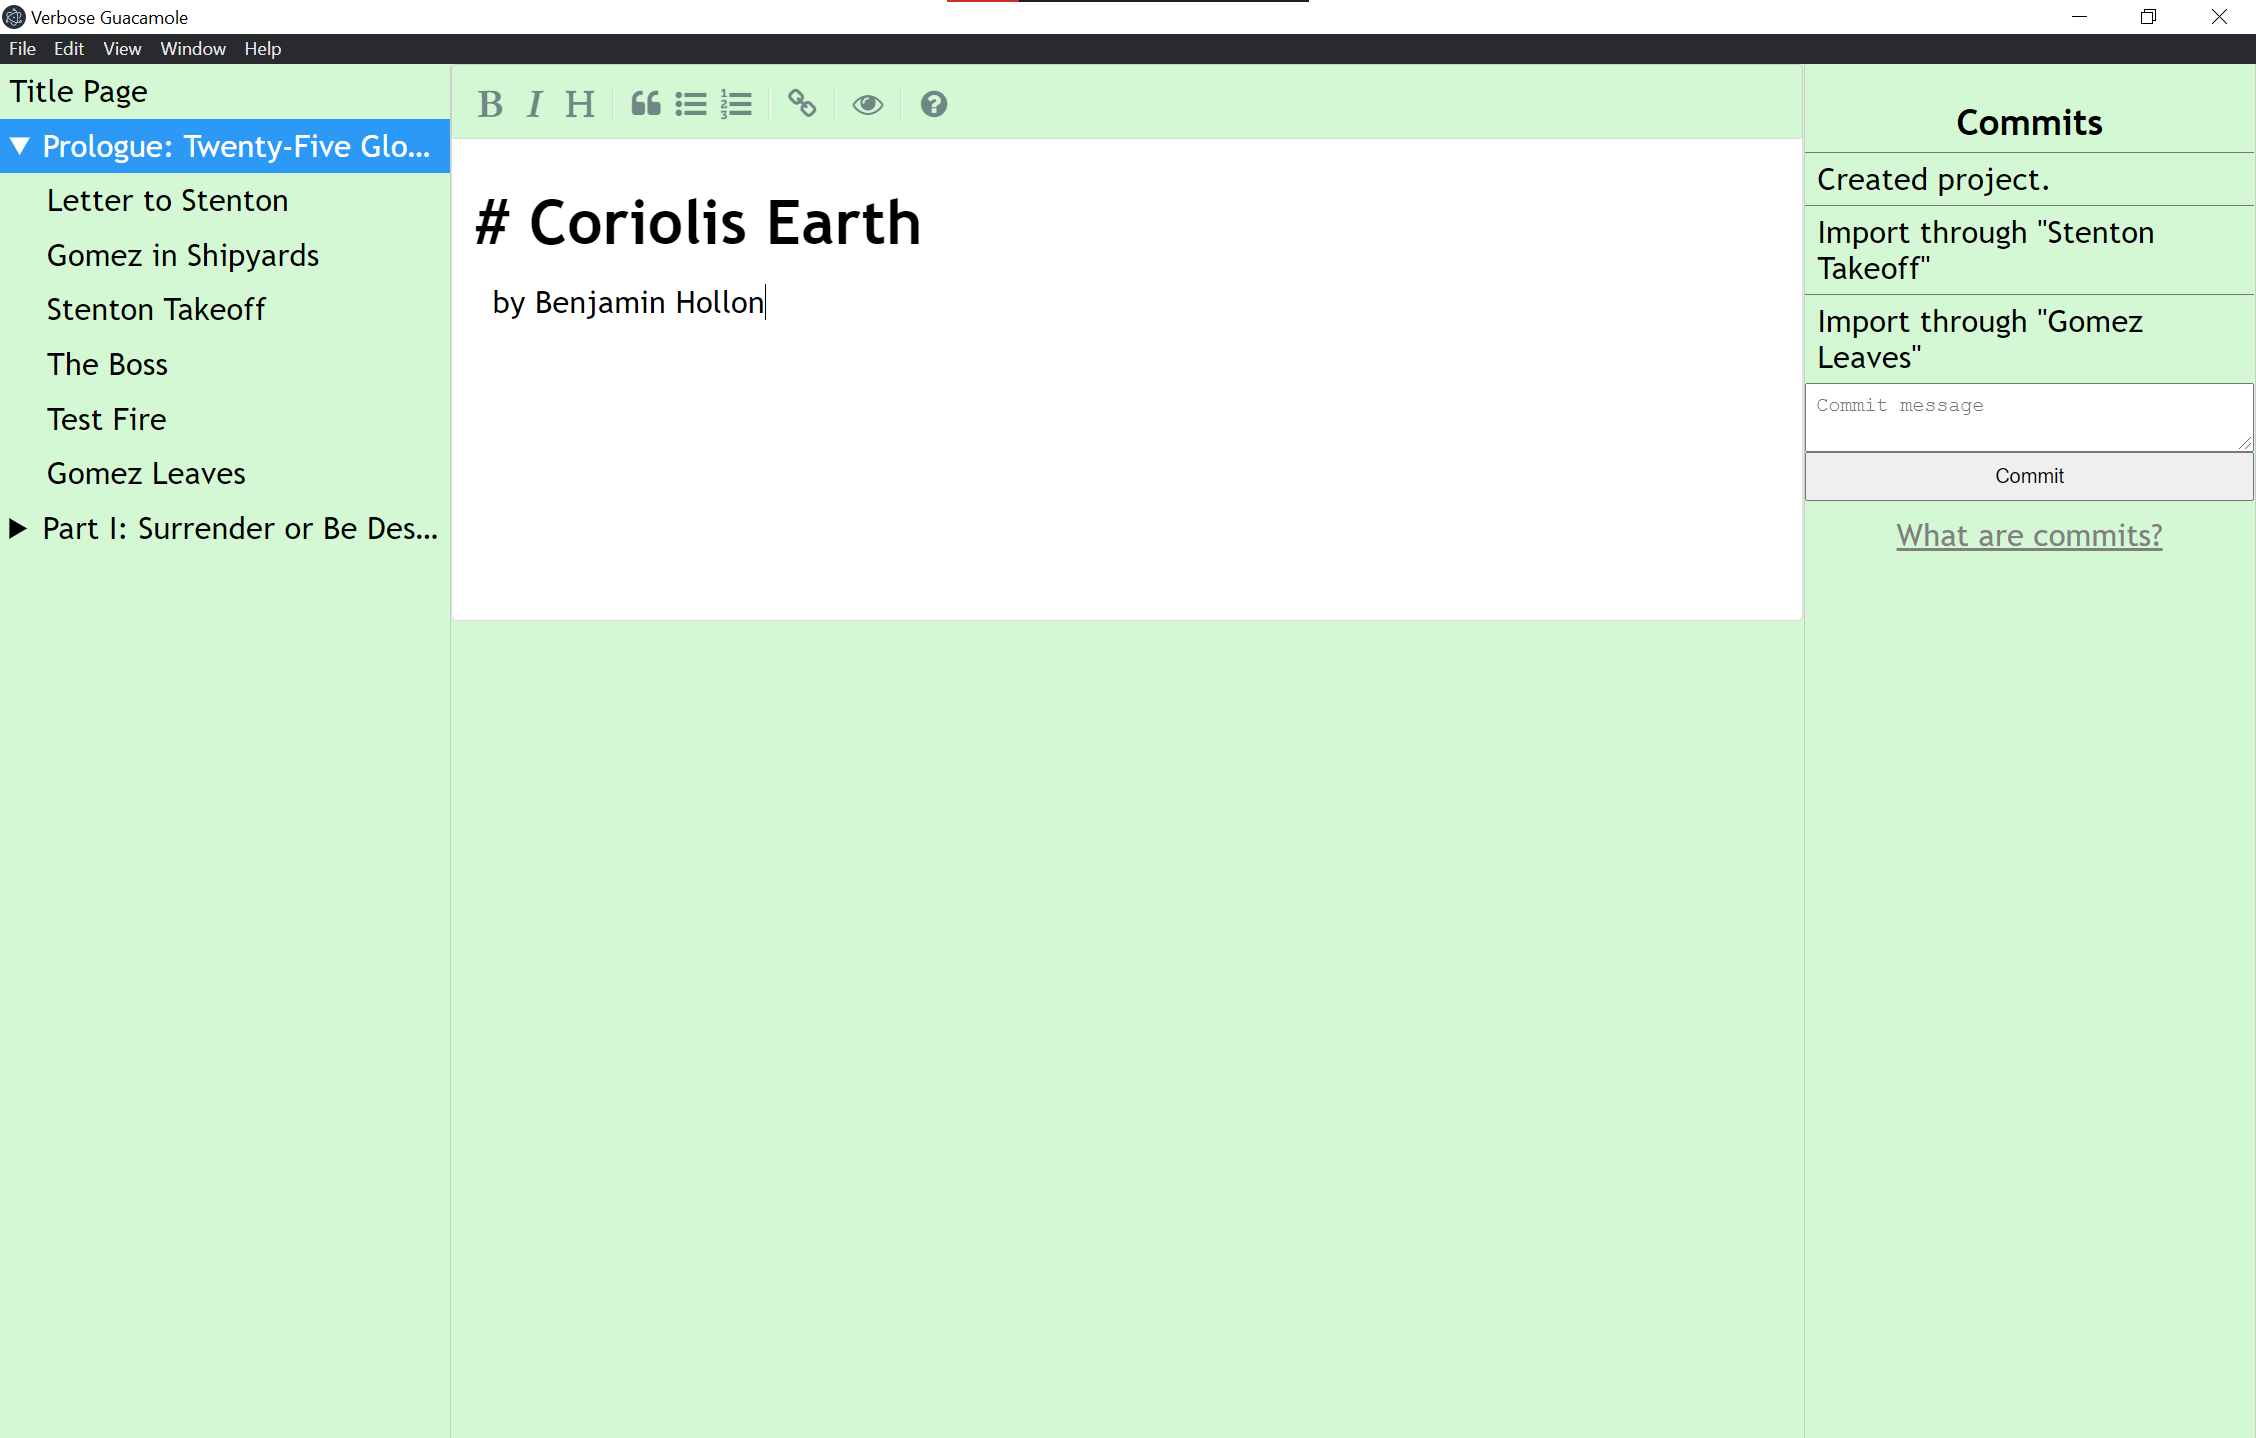 Verbose Guacamole
File Edit View Window Help
Title Page
Prologue: Twenty-Five Glo...
Letter to Stenton
Gomez in Shipyards
Stenton Takeoff
The Boss
Test Fire
Gomez Leaves
Part I: Surrender or Be Des...
B I H
# Coriolis Earth
by Benjamin Hollon
Commits
Created project.
Import through "Stenton
Takeoff"
Import through "Gomez
Leaves"
Commit message
Commit
What are commits?